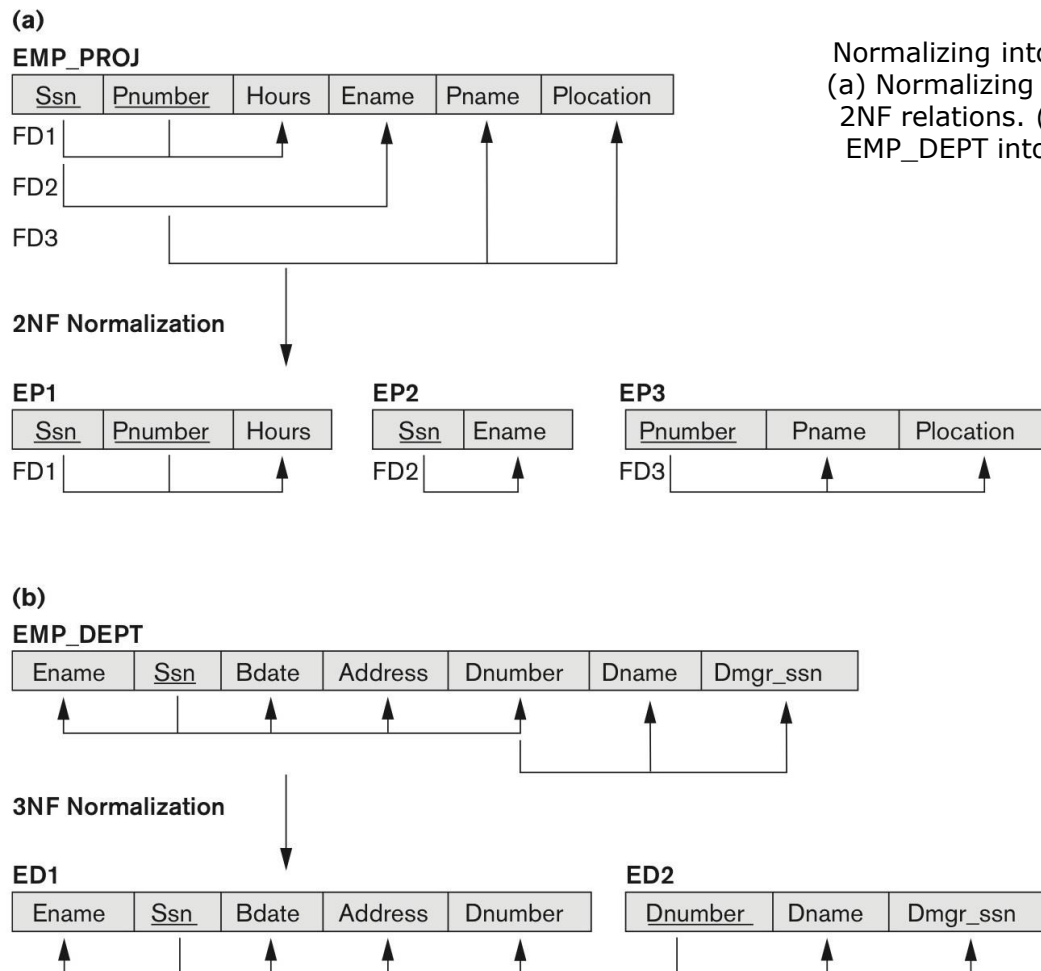 (a)
EMP_PROJ
Normalizing into
(a) Normalizing
2NF relations. (
EMP_DEPT into
Ssn Pnumber Hours Ename Pname Plocation
FD1
FD2
FD3
2NF Normalization
EP1 EP2 EP3
Ssn Pnumber Hours Ssn Ename Pnumber Pname Plocation
FD1 FD2 FD3
(b)
EMP_DEPT
Ename Ssn Bdate Address Dnumber Dname Dmgr_ssn
3NF Normalization
ED1 ED2
Ename Ssn Bdate Address Dnumber Dnumber Dname Dmgr_ssn